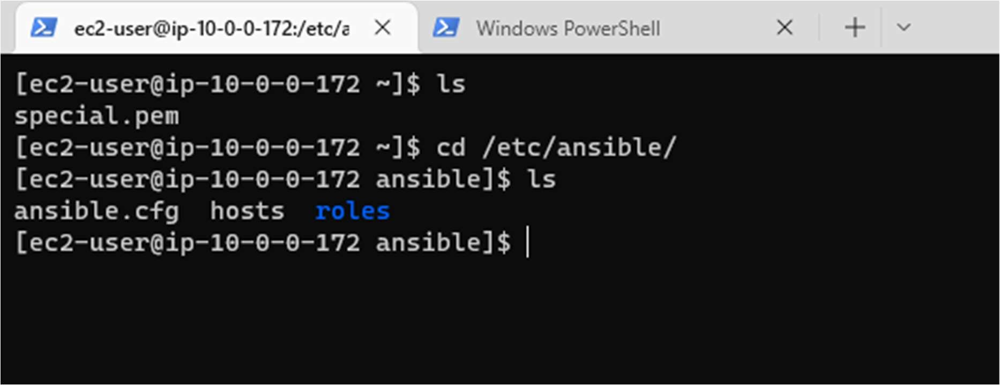 ec2-user@ip-10-0-0-172:/etc/a Windows PowerShell
[ec2-user@ip-10-0-0-172 ~]$ ls
special.pem
[ec2-user@ip-10-0-0-172 ~]$ cd /etc/ansible/
[ec2-user@ip-10-0-0-172 ansible]$ ls
ansible.cfg  hosts  roles
[ec2-user@ip-10-0-0-172 ansible]$